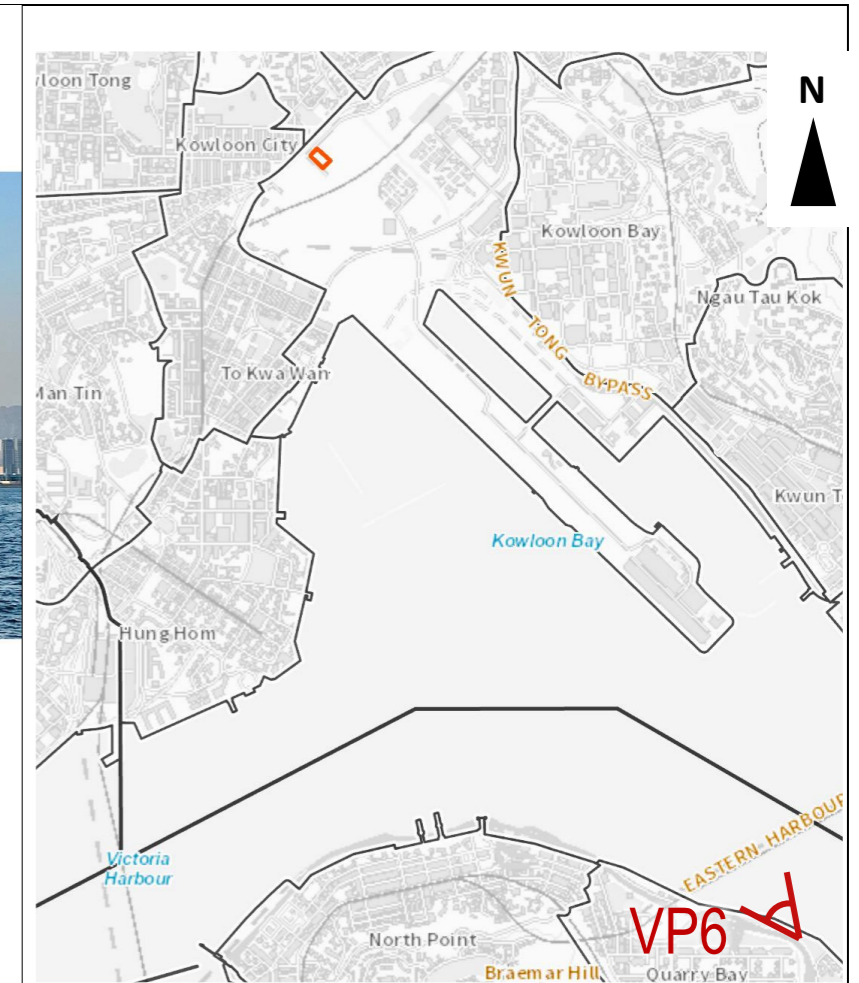 loon Tong
N
Kowloon City
Kowloon Bay
KWUN TONG BYPASS
Ngau Tau Kok
To Kwa Wan
Man Tin
Kwun T
Kowloon Bay
Hung Hom
EASTERN HARBOUR
Victoria
Harbour
VP6
North Point
Braemar Hill
Quarry Bay